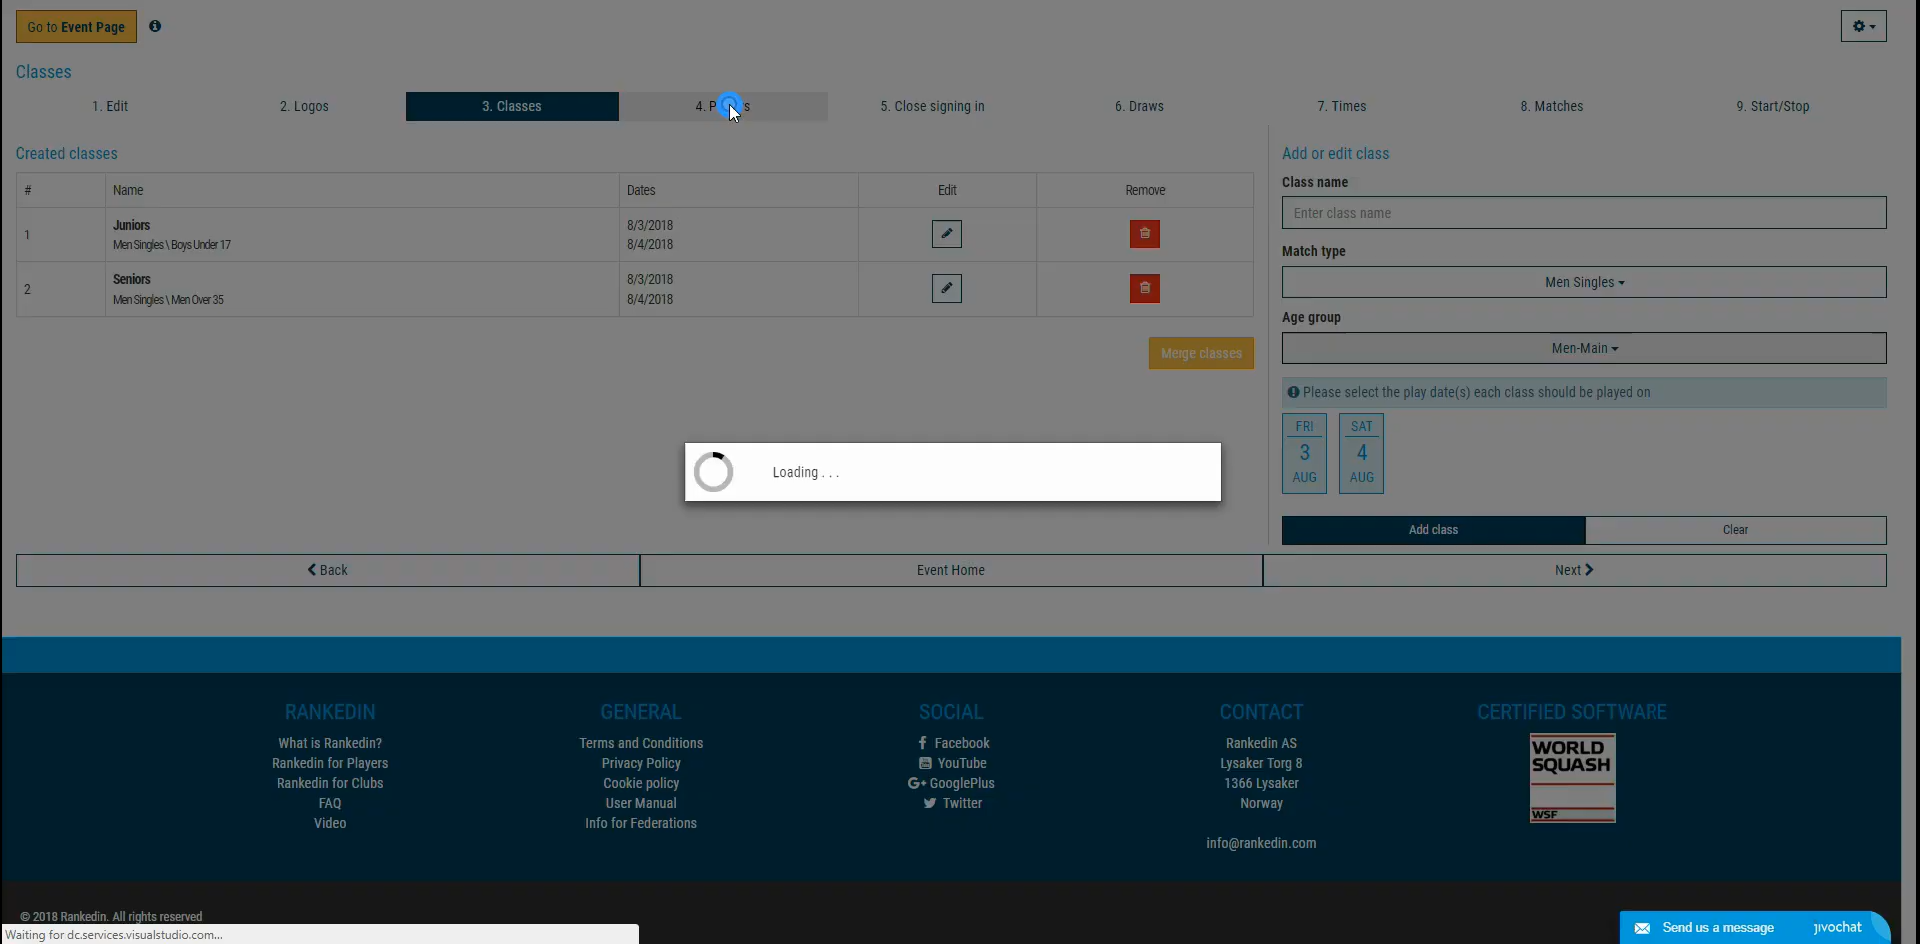 Go to Event Page
Classes
1. Edit
2. Logos
3. Classes
4. P
5. Close signing in
6. Draws
7. Times
8. Matches
9. Start/Stop
Created classes
# Name Dates Edit Remove
1
Juniors
Men Singles \ Boys Under 17
8/3/2018
8/4/2018
2
Seniors
Men Singles \ Men Over 35
8/3/2018
8/4/2018
Merge classes
Add or edit class
Class name
Enter class name
Match type
Men Singles
Age group
Men-Main
Please select the play date(s) each class should be played on
FRI
3
AUG
SAT
4
AUG
Add class
Clear
Loading . . .
Back
Event Home
Next
RANKEDIN
What is Rankedin?
Rankedin for Players
Rankedin for Clubs
FAQ
Video
GENERAL
Terms and Conditions
Privacy Policy
Cookie policy
User Manual
Info for Federations
SOCIAL
Facebook
YouTube
GooglePlus
Twitter
CONTACT
Rankedin AS
Lysaker Torg 8
1366 Lysaker
Norway
info@rankedin.com
CERTIFIED SOFTWARE
WORLD
SQUASH
WSF
© 2018 Rankedin. All rights reserved
Waiting for dc.services.visualstudio.com...
Send us a message
jivochat